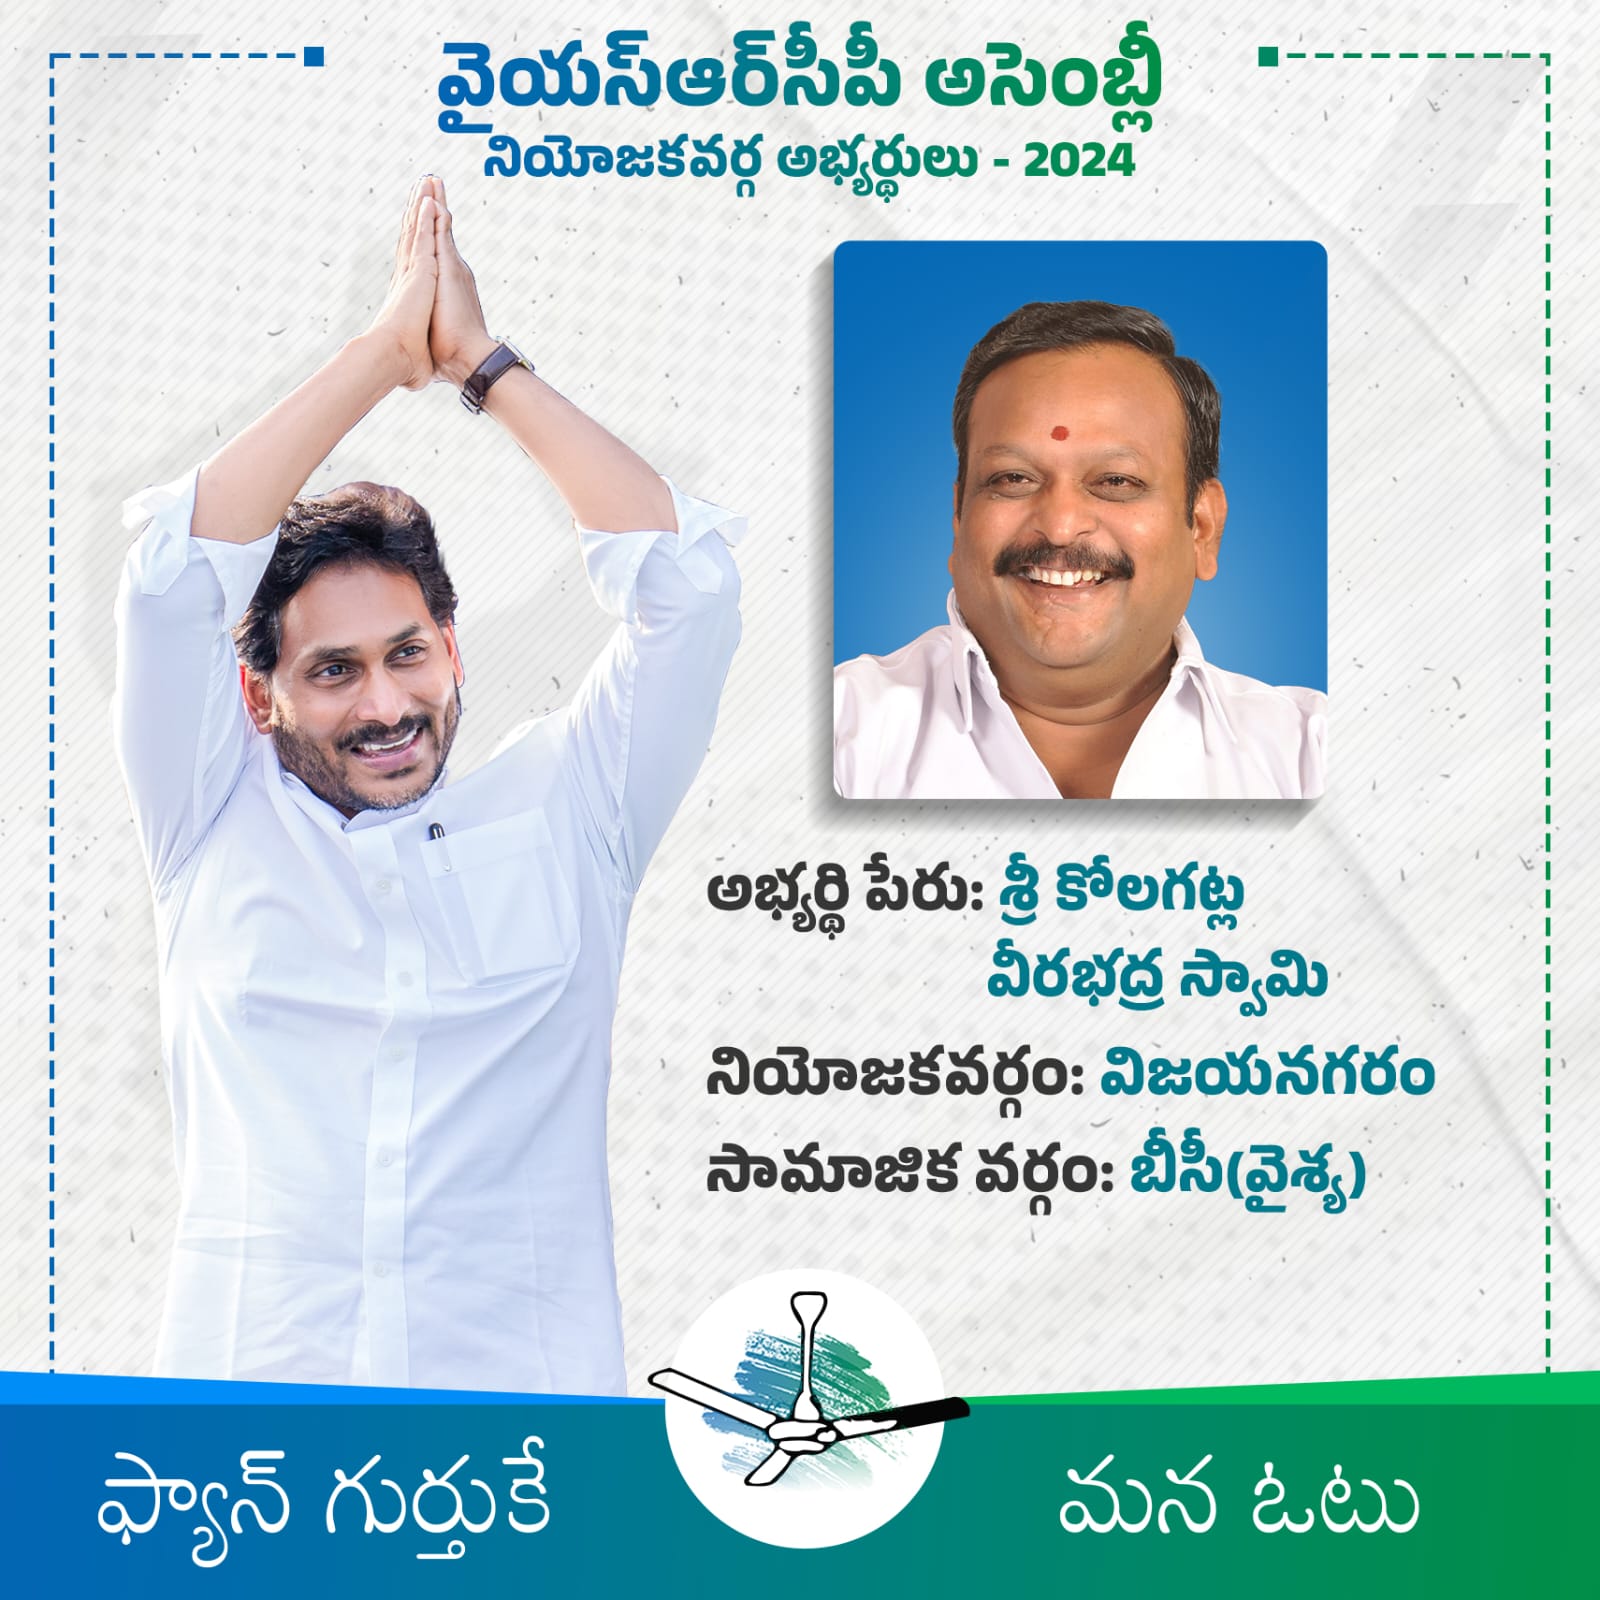 వైయస్ఆర్‌సీపీ అసెంబ్లీ
నియోజకవర్గ అభ్యర్థులు - 2024
అభ్యర్థి పేరు: శ్రీ కోలగట్ల
వీరభద్ర స్వామి
నియోజకవర్గం: విజయనగరం
సామాజిక వర్గం: బీసీ(వైశ్య)
ఫ్యాన్ గుర్తుకే
మన ఓటు